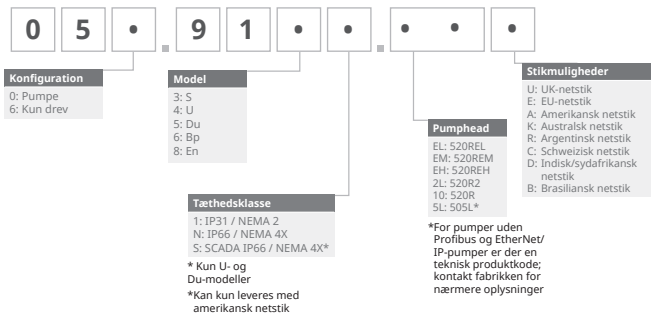 0 5 • . 9 1 • • . • • •
Konfiguration
0: Pumpe
6: Kun drev
Model
3: S
4: U
5: Du
6: Bp
8: En
Tæthedsklasse
1: IP31 / NEMA 2
N: IP66 / NEMA 4X
S: SCADA IP66 / NEMA 4X*
* Kun U- og
Du-modeller
*Kan kun leveres med
amerikansk netstik
Pumphead
EL: 520REL
EM: 520REM
EH: 520REH
2L: 520R2
10: 520R
5L: 505L*
*For pumper uden
Profibus og EtherNet/
IP-pumper er der en
teknisk produktkode;
kontakt fabrikken for
nærmere oplysninger
Stikmuligheder
U: UK-netstik
E: EU-netstik
A: Amerikansk netstik
K: Australsk netstik
R: Argentinsk netstik
C: Schweizisk netstik
D: Indisk/sydafrikansk
netstik
B: Brasiliansk netstik